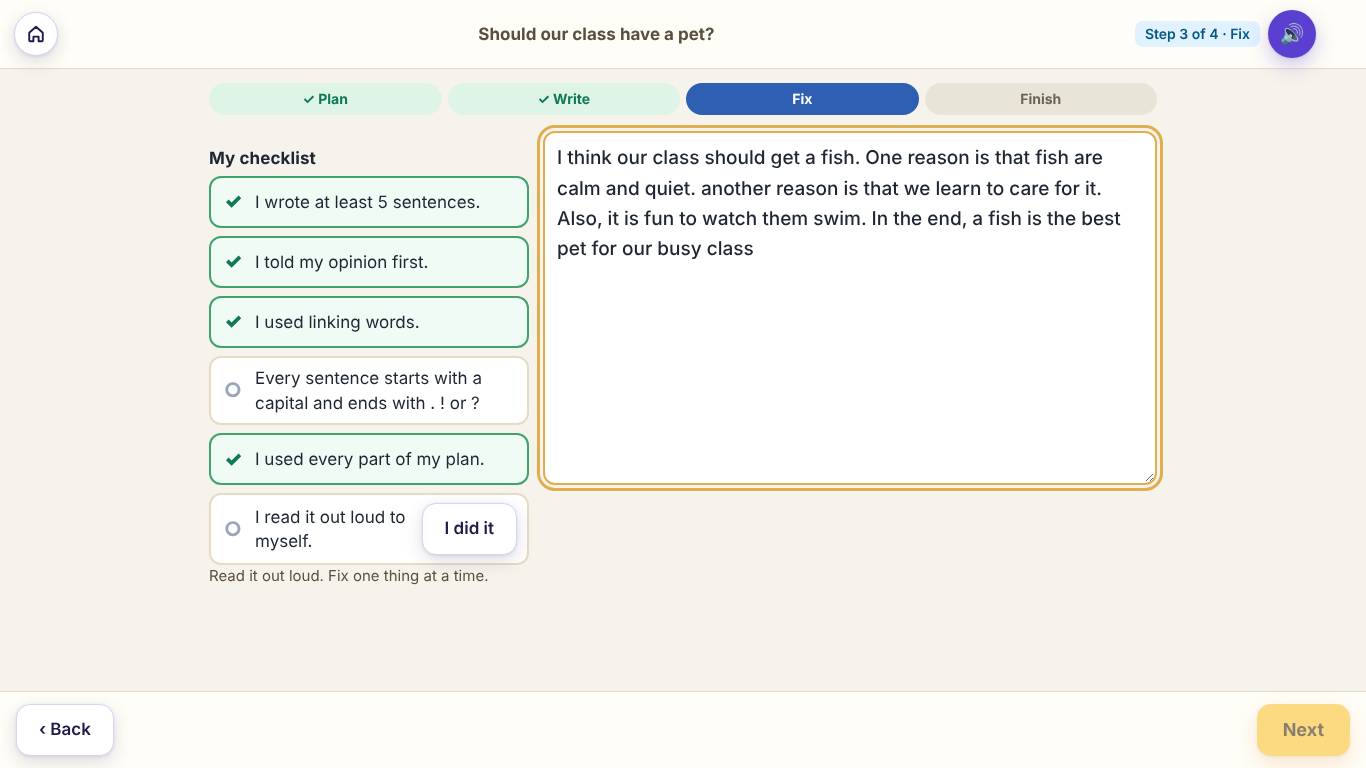 Should our class have a pet?
Step 3 of 4 · Fix
✓ Plan
✓ Write
Fix
Finish
My checklist
I wrote at least 5 sentences.
I told my opinion first.
I used linking words.
Every sentence starts with a
capital and ends with . ! or ?
I used every part of my plan.
I read it out loud to
myself.
I did it
Read it out loud. Fix one thing at a time.
I think our class should get a fish. One reason is that fish are
calm and quiet. another reason is that we learn to care for it.
Also, it is fun to watch them swim. In the end, a fish is the best
pet for our busy class
‹ Back
Next